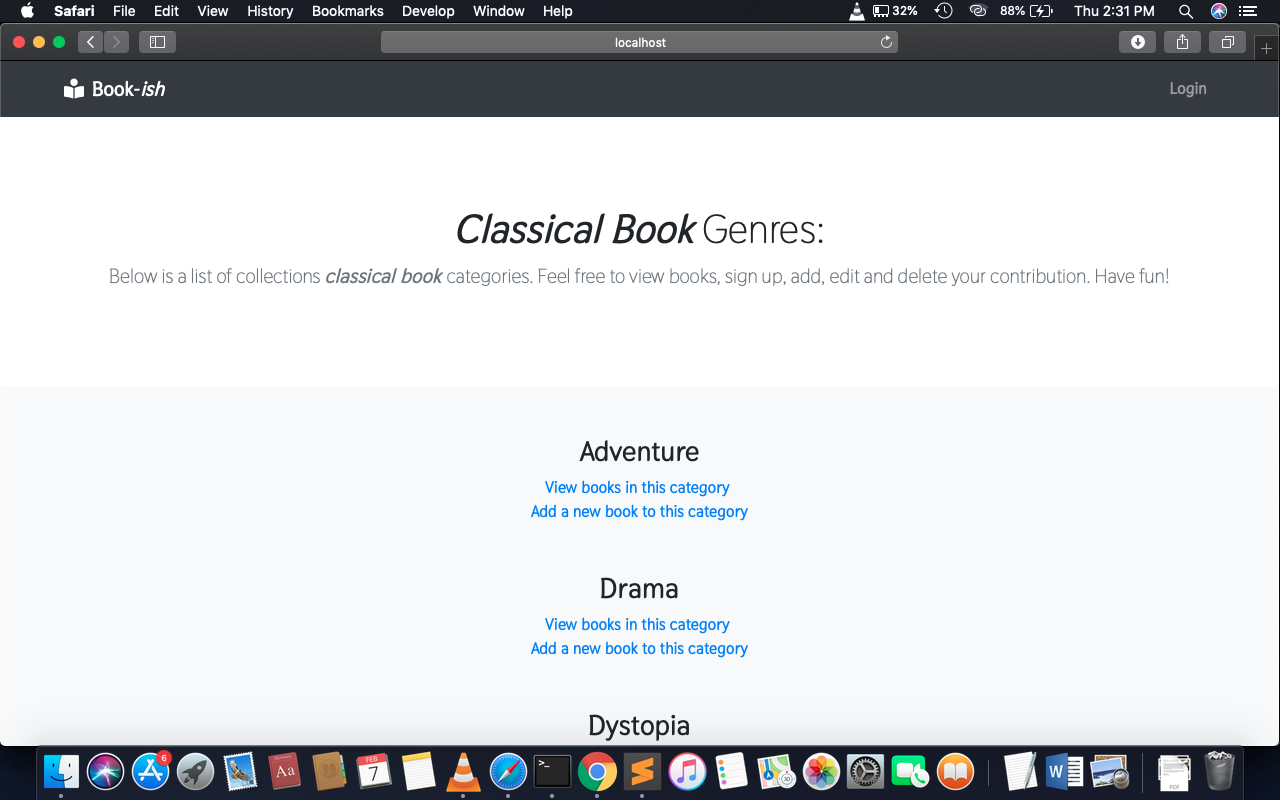 Safari File Edit View History Bookmarks Develop Window Help 32% 88% Thu 2:31 PM
localhost
Book-ish Login
Classical Book Genres:
Below is a list of collections classical book categories. Feel free to view books, sign up, add, edit and delete your contribution. Have fun!
Adventure
View books in this category
Add a new book to this category
Drama
View books in this category
Add a new book to this category
Dystopia
6
FEB
7
Aa
>_
30
W
PDF